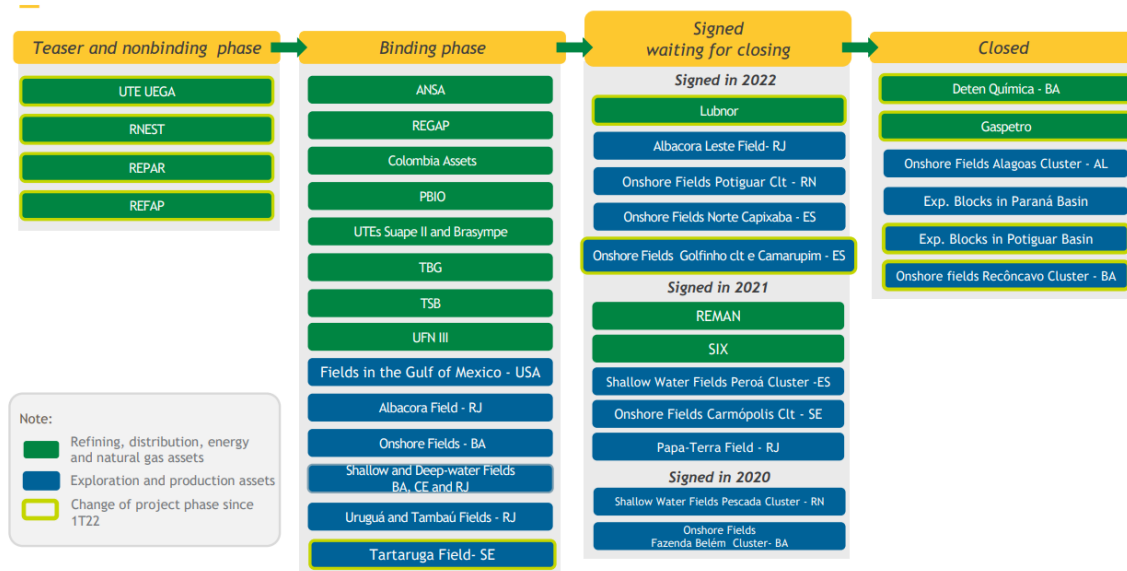 Teaser and nonbinding phase
UTE UEGA
RNEST
REPAR
REFAP
Binding phase
ANSA
REGAP
Colombia Assets
PBIO
UTEs Suape II and Brasympe
TBG
TSB
UFN III
Fields in the Gulf of Mexico - USA
Albacora Field - RJ
Onshore Fields - BA
Shallow and Deep-water Fields
BA, CE and RJ
Uruguá and Tambaú Fields - RJ
Tartaruga Field- SE
Signed
waiting for closing
Signed in 2022
Lubnor
Albacora Leste Field- RJ
Onshore Fields Potiguar Clt - RN
Onshore Fields Norte Capixaba - ES
Onshore Fields Golfinho clt e Camarupim - ES
Signed in 2021
REMAN
SIX
Shallow Water Fields Peroá Cluster -ES
Onshore Fields Carmópolis Clt - SE
Papa-Terra Field - RJ
Signed in 2020
Shallow Water Fields Pescada Cluster - RN
Onshore Fields
Fazenda Belém Cluster- BA
Closed
Deten Química - BA
Gaspetro
Onshore Fields Alagoas Cluster - AL
Exp. Blocks in Paraná Basin
Exp. Blocks in Potiguar Basin
Onshore fields Recôncavo Cluster - BA
Note:
Refining, distribution, energy
and natural gas assets
Exploration and production assets
Change of project phase since
1T22